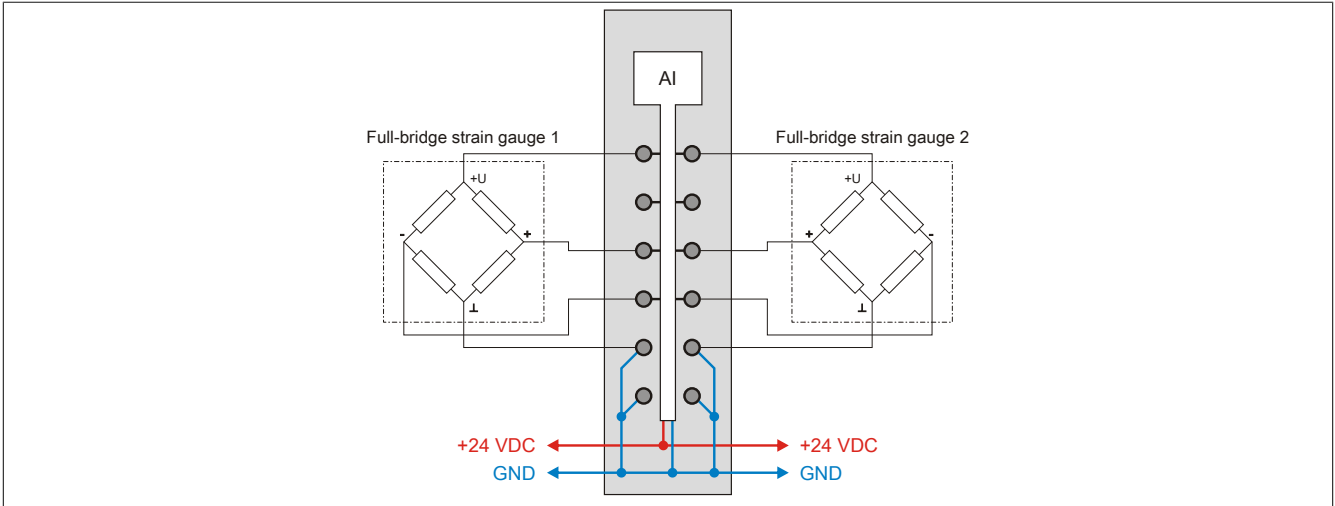 AI
Full-bridge strain gauge 1
Full-bridge strain gauge 2
+U
+U
- +
+ -
⊥
⊥
+24 VDC
+24 VDC
GND
GND